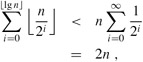 \sum_{i=0}^{\lfloor \lg n \rfloor} \left\lfloor \frac{n}{2^i} \right\rfloor < n \sum_{i=0}^{\infty} \frac{1}{2^i}
= 2n ,